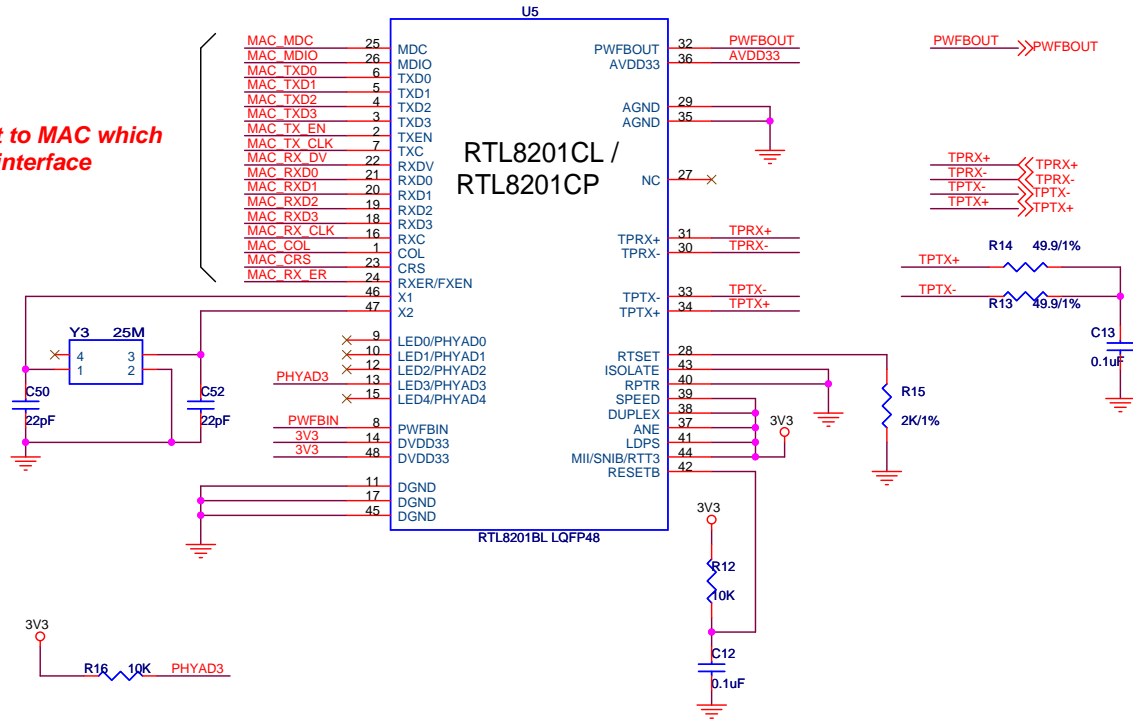 U5
MAC_MDC 25 MDC
MAC_MDIO 26 MDIO
MAC_TXD0 6 TXD0
MAC_TXD1 5 TXD1
MAC_TXD2 4 TXD2
MAC_TXD3 3 TXD3
MAC_TX_EN 2 TXEN
MAC_TX_CLK 7 TXC
MAC_RX_DV 22 RXDV
MAC_RXD0 21 RXD0
MAC_RXD1 20 RXD1
MAC_RXD2 19 RXD2
MAC_RXD3 18 RXD3
MAC_RX_CLK 16 RXC
MAC_COL 1 COL
MAC_CRS 23 CRS
MAC_RX_ER 24 RXER/FXEN
46 X1
47 X2
to MAC which
interface
RTL8201CL /
RTL8201CP
Y3 25M
4 3
1 2
C50
22pF
C52
22pF
9 LED0/PHYAD0
10 LED1/PHYAD1
12 LED2/PHYAD2
PHYAD3 13 LED3/PHYAD3
15 LED4/PHYAD4
PWFBIN 8 PWFBIN
3V3 14 DVDD33
3V3 48 DVDD33
11 DGND
17 DGND
45 DGND
PWFBOUT 32 PWFBOUT
AVDD33 36 AVDD33
AGND 29
AGND 35
NC 27
TPRX+ 31 TPRX+
TPRX- 30 TPRX-
TPTX- 33 TPTX-
TPTX+ 34 TPTX+
RTSET 28
ISOLATE 43
RPTR 40
SPEED 39
DUPLEX 38
ANE 37
LDPS 41
MII/SNIB/RTT3 44
RESETB 42
3V3
R15
2K/1%
RTL8201BL LQFP48
3V3
R12
10K
C12
0.1uF
PWFBOUT PWFBOUT
TPRX+ TPRX+
TPRX- TPRX-
TPTX- TPTX-
TPTX+ TPTX+
R14 49.9/1%
TPTX+
TPTX-
R13 49.9/1%
C13
0.1uF
3V3
R16 10K PHYAD3